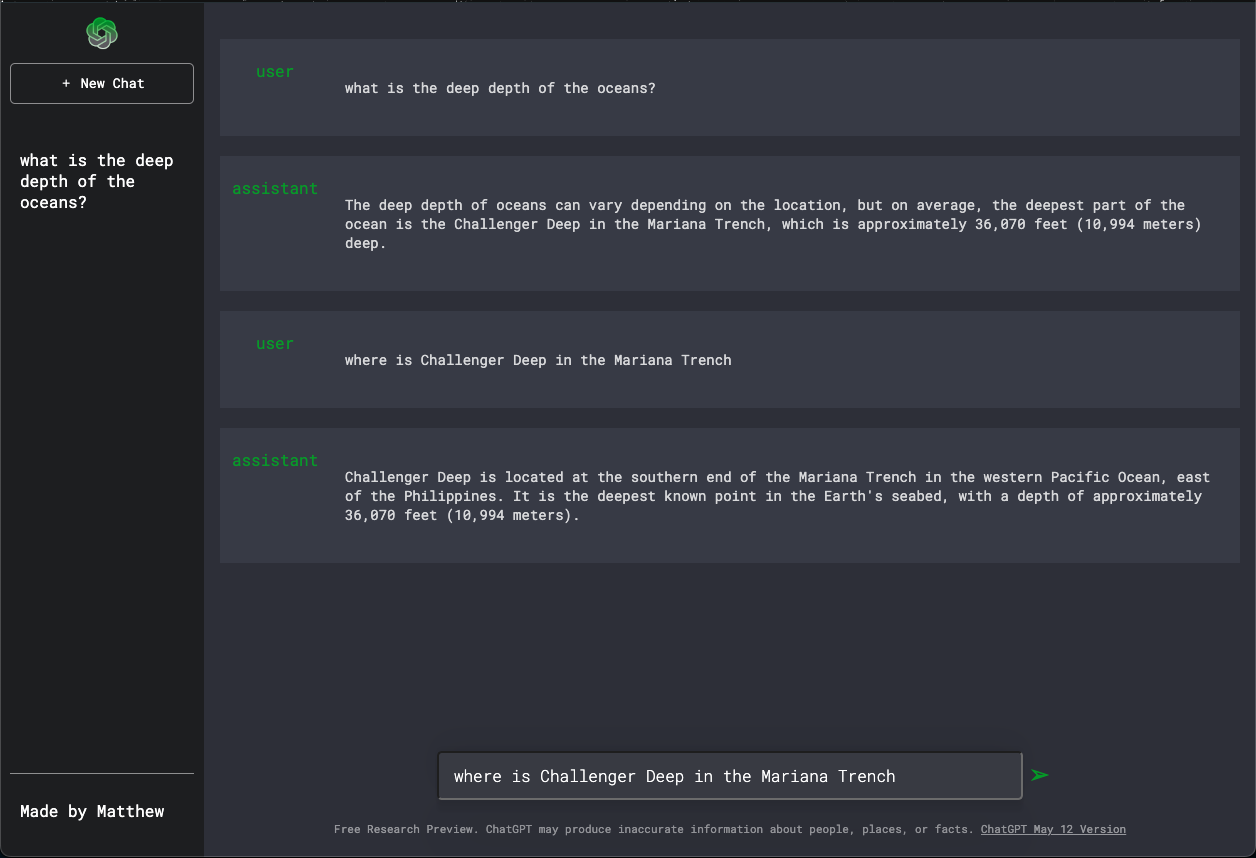 + New Chat
what is the deep
depth of the
oceans?
Made by Matthew
user
what is the deep depth of the oceans?
assistant
The deep depth of oceans can vary depending on the location, but on average, the deepest part of the
ocean is the Challenger Deep in the Mariana Trench, which is approximately 36,070 feet (10,994 meters)
deep.
user
where is Challenger Deep in the Mariana Trench
assistant
Challenger Deep is located at the southern end of the Mariana Trench in the western Pacific Ocean, east
of the Philippines. It is the deepest known point in the Earth's seabed, with a depth of approximately
36,070 feet (10,994 meters).
where is Challenger Deep in the Mariana Trench
Free Research Preview. ChatGPT may produce inaccurate information about people, places, or facts. ChatGPT May 12 Version